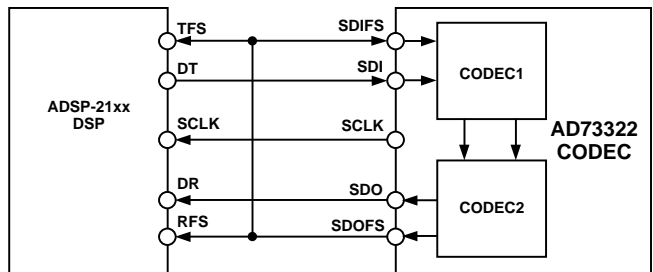 TFS
SDIFS
DT
SDI
CODEC1
ADSP-21xx
DSP
SCLK
SCLK
AD73322
CODEC
DR
SDO
CODEC2
RFS
SDOFS